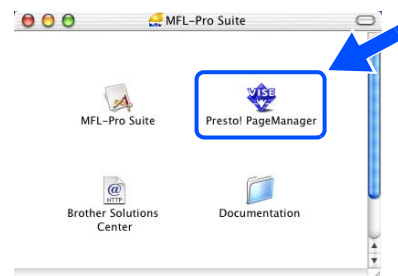 MFL-Pro Suite
VISE
MFL-Pro Suite
Presto! PageManager
@
HTTP
Brother Solutions
Center
Documentation